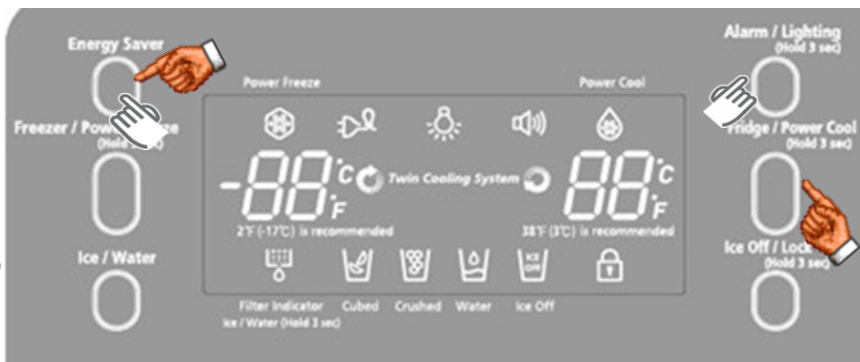 Energy Saver
Alarm / Lighting
(Hold 3 sec)
Power Freeze
Power Cool
Freezer /
Fridge / Power Cool
(Hold 3 sec)
-88°C
°F
Twin Cooling System
88°C
°F
2°F (-17°C) is recommended
38°F (3°C) is recommended
Ice / Water
Ice Off / Lock
(Hold 3 sec)
ICE
OFF
Filter Indicator
Cubed
Crushed
Water
Ice Off
Ice / Water (Hold 3 sec)